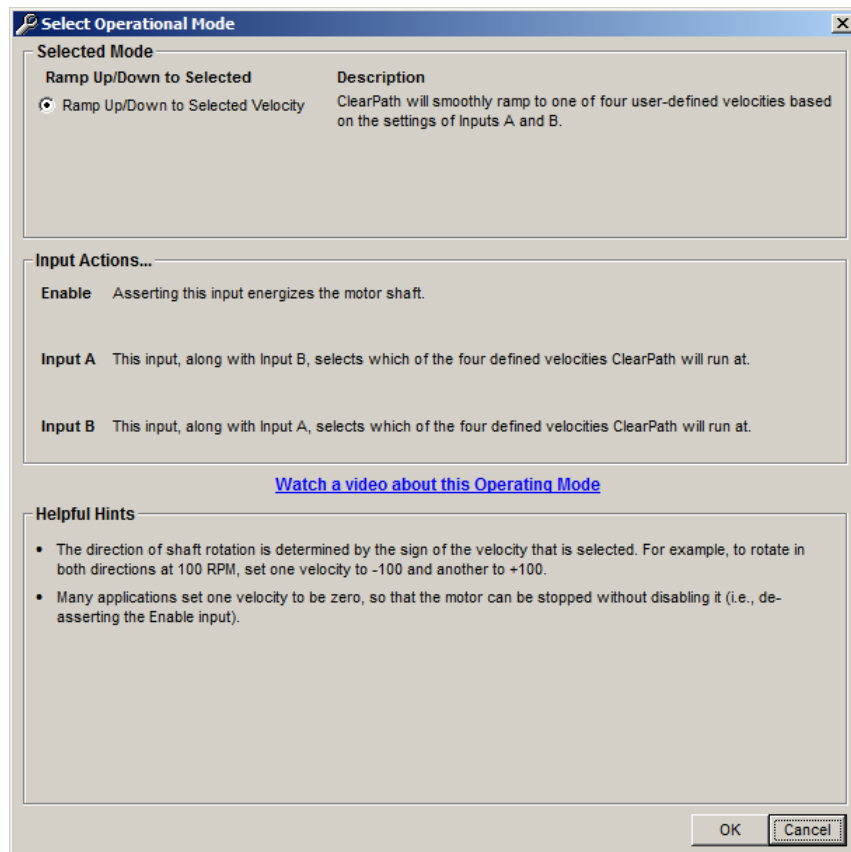 Select Operational Mode
Selected Mode
Ramp Up/Down to Selected
Ramp Up/Down to Selected Velocity
Description
ClearPath will smoothly ramp to one of four user-defined velocities based
on the settings of Inputs A and B.
Input Actions...
Enable Asserting this input energizes the motor shaft.
Input A This input, along with Input B, selects which of the four defined velocities ClearPath will run at.
Input B This input, along with Input A, selects which of the four defined velocities ClearPath will run at.
Watch a video about this Operating Mode
Helpful Hints
• The direction of shaft rotation is determined by the sign of the velocity that is selected. For example, to rotate in
both directions at 100 RPM, set one velocity to -100 and another to +100.
• Many applications set one velocity to be zero, so that the motor can be stopped without disabling it (i.e., de-
asserting the Enable input).
OK Cancel